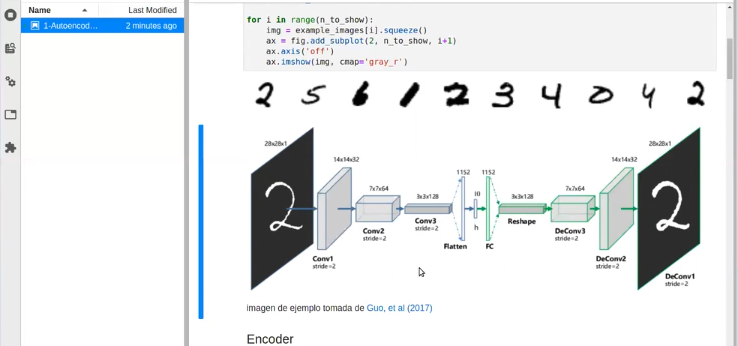 Name
Last Modified
1-Autoencod...
2 minutes ago
for i in range(n_to_show):
img = example_images[i].squeeze()
ax = fig.add_subplot(2, n_to_show, i+1)
ax.axis('off')
ax.imshow(img, cmap='gray_r')
2 5 6 1 2 3 4 0 4 2
28x28x1
14x14x32
7x7x64
3x3x128
1152
10
1152
3x3x128
7x7x64
14x14x32
28x28x1
2
2
Conv1
stride=2
Conv2
stride=2
Conv3
stride=2
Flatten
h
FC
Reshape
DeConv3
stride=2
DeConv2
stride=2
DeConv1
stride=2
imagen de ejemplo tomada de Guo, et al (2017)
Encoder